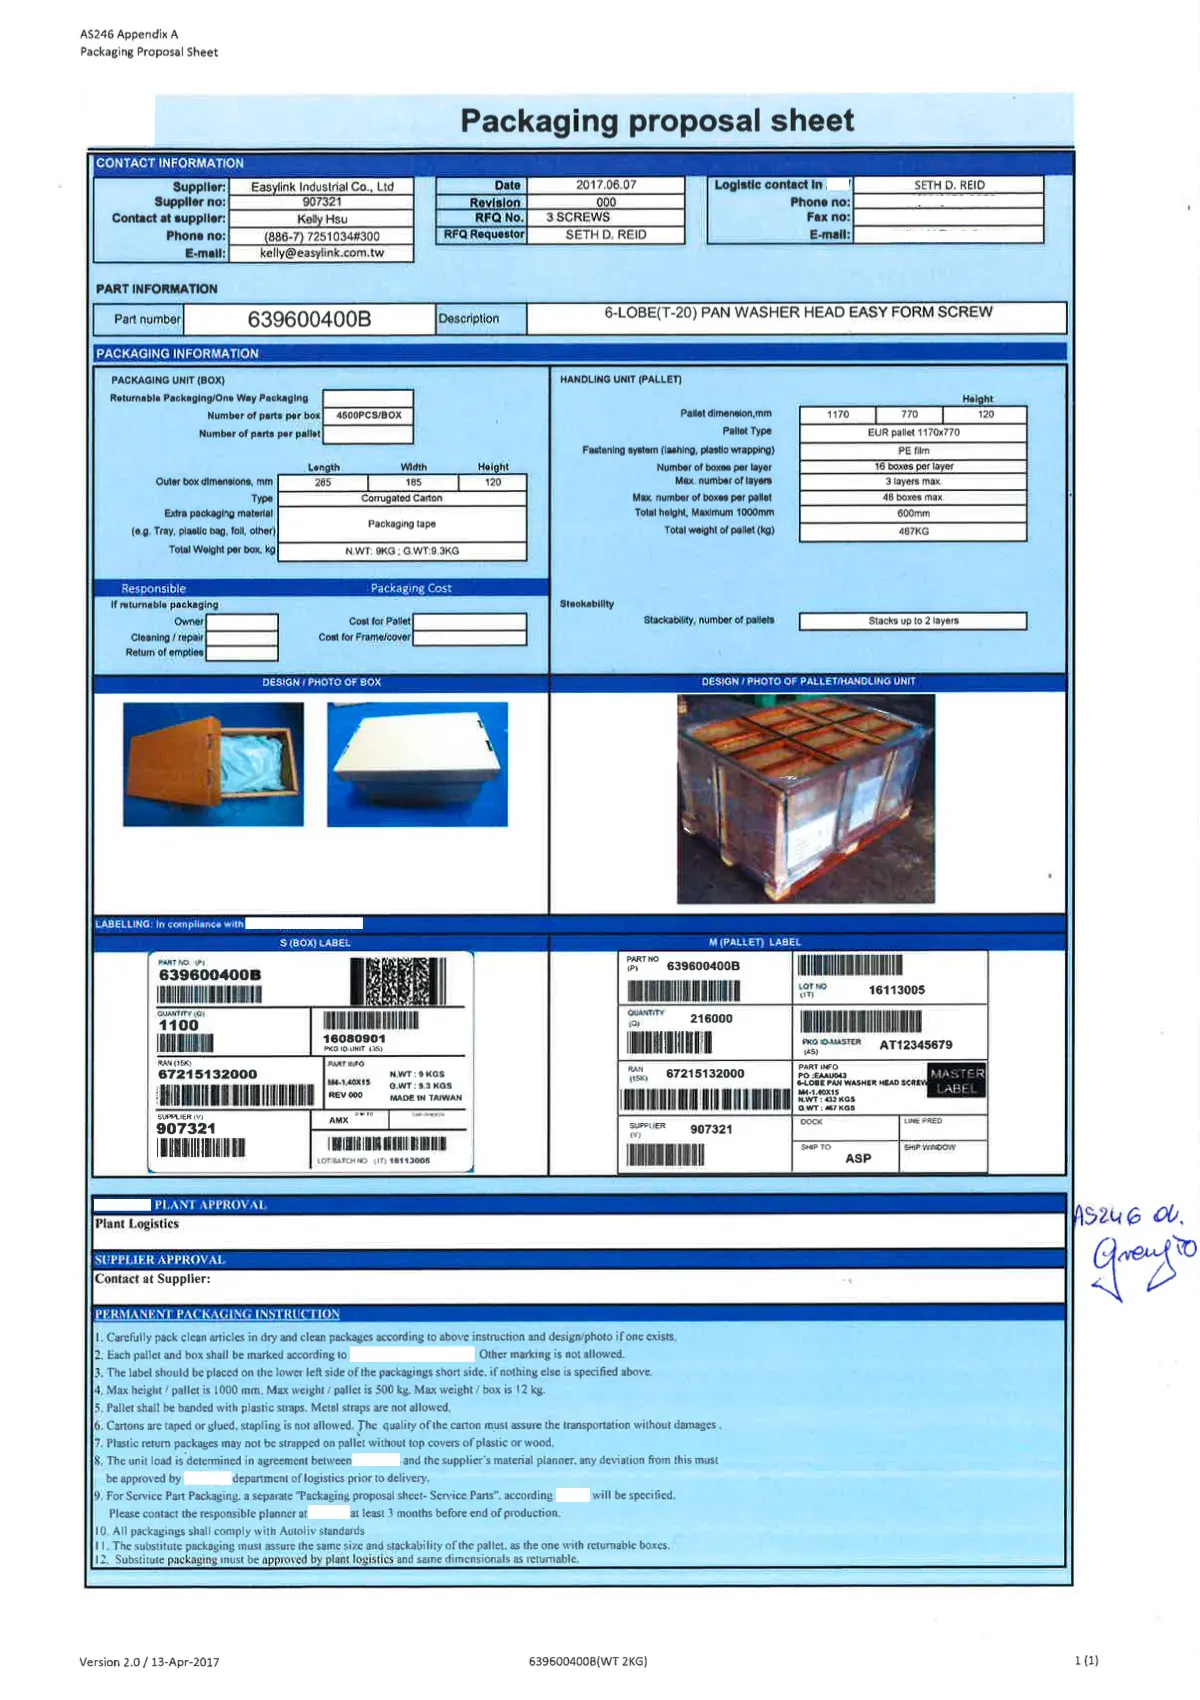 AS246 Appendix A
Packaging Proposal Sheet
Packaging proposal sheet
CONTACT INFORMATION
Supplier: Easylink Industrial Co., Ltd
Supplier no: 907321
Contact at supplier: Kelly Hsu
Phone no: (886-7) 7251034#300
E-mail: kelly@easylink.com.tw
Date 2017.06.07
Revision 000
RFQ No. 3 SCREWS
RFQ Requestor SETH D. REID
Logistic contact in SETH D. REID
Phone no:
Fax no:
E-mail:
PART INFORMATION
Part number 639600400B Description 6-LOBE(T-20) PAN WASHER HEAD EASY FORM SCREW
PACKAGING INFORMATION
PACKAGING UNIT (BOX)
Returnable Packaging/One Way Packaging
Number of parts per box 4500PCS/BOX
Number of parts per pallet
Length Width Height
Outer box dimensions, mm 285 185 120
Type Corrugated Carton
Extra packaging material
(e.g. Tray, plastic bag, foil, other) Packaging tape
Total Weight per box, kg N.WT: 9KG ; G.WT:9.3KG
HANDLING UNIT (PALLET)
Height
Pallet dimension,mm 1170 770 120
Pallet Type EUR pallet 1170x770
Fastening system (lashing, plastic wrapping) PE film
Number of boxes per layer 16 boxes per layer
Max. number of layers 3 layers max.
Max. number of boxes per pallet 48 boxes max
Total height, Maximum 1000mm 600mm
Total weight of pallet (kg) 467KG
Responsible Packaging Cost
If returnable packaging
Owner Cost for Pallet
Cleaning / repair Cost for Frame/cover
Return of empties
Stackability
Stackability, number of pallets Stacks up to 2 layers
DESIGN / PHOTO OF BOX
DESIGN / PHOTO OF PALLET/HANDLING UNIT
LABELLING: In compliance with
S (BOX) LABEL
M (PALLET) LABEL
PART NO. (P)
639600400B
QUANTITY (Q)
1100
16080901
PKG ID-UNIT (3S)
RAN (15K)
67215132000
PART INFO
M4-1.40X15
REV 000
N.WT : 9 KGS
G.WT : 9.3 KGS
MADE IN TAIWAN
SUPPLIER (V)
907321
AMX
LOT/BATCH NO (1T) 16113005
PART NO
(P) 639600400B
LOT NO
(1T) 16113005
QUANTITY
(Q) 216000
PKG ID-MASTER
(4S) AT12345679
RAN
(15K) 67215132000
PART INFO
PO :EAAU043
6-LOBE PAN WASHER HEAD SCREW
M4-1.40X15
N.WT : 432 KGS
G.WT : 467 KGS
MASTER
LABEL
SUPPLIER
(V) 907321
DOCK
LINE FEED
SHIP TO
ASP
SHIP WINDOW
PLANT APPROVAL
Plant Logistics
AS246 ol.
SUPPLIER APPROVAL
Contact at Supplier:
PERMANENT PACKAGING INSTRUCTION
1. Carefully pack clean articles in dry and clean packages according to above instruction and design/photo if one exists.
2. Each pallet and box shall be marked according to Other marking is not allowed.
3. The label should be placed on the lower left side of the packagings short side, if nothing else is specified above.
4. Max height / pallet is 1000 mm. Max weight / pallet is 500 kg. Max weight / box is 12 kg.
5. Pallet shall be banded with plastic straps. Metal straps are not allowed.
6. Cartons are taped or glued, stapling is not allowed. The quality of the carton must assure the transportation without damages .
7. Plastic return packages may not be strapped on pallet without top covers of plastic or wood.
8. The unit load is determined in agreement between and the supplier's material planner. any deviation from this must
be approved by department of logistics prior to delivery.
9. For Service Part Packaging, a separate "Packaging proposal sheet- Service Parts", according will be specified.
Please contact the responsible planner at at least 3 months before end of production.
10. All packagings shall comply with Autoliv standards
11. The substitute packaging must assure the same size and stackability of the pallet, as the one with returnable boxes.
12. Substitute packaging must be approved by plant logistics and same dimensionals as returnable.
Version 2.0 / 13-Apr-2017 639600400B(WT 2KG) 1 (1)